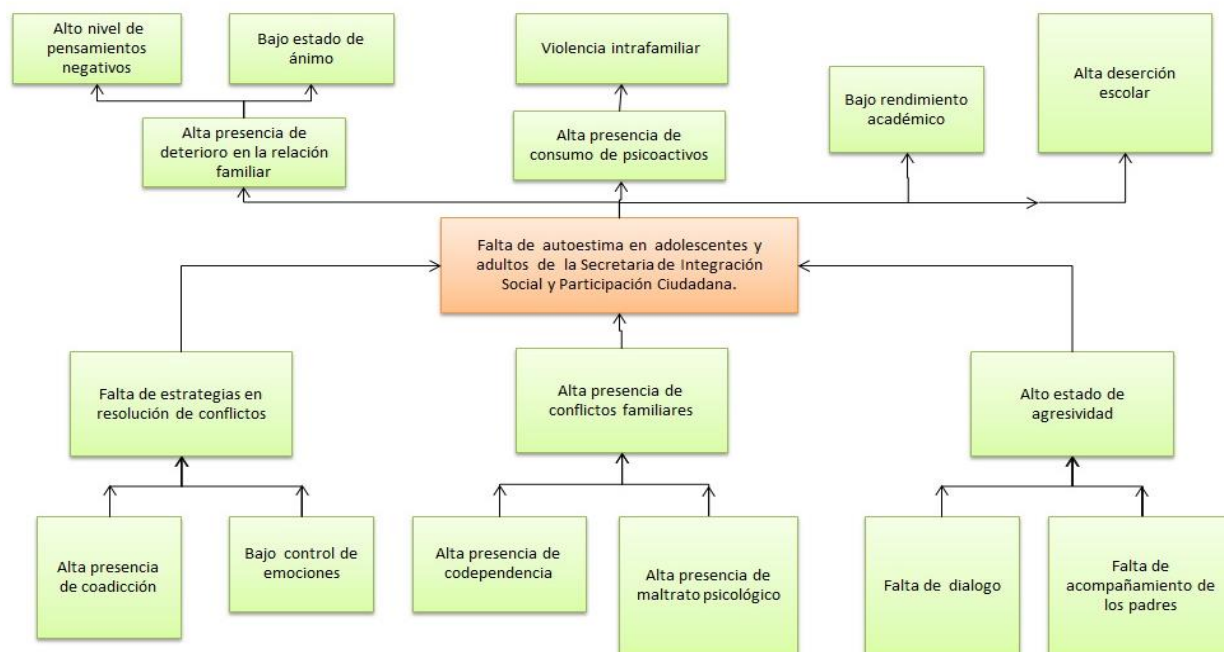 Alto nivel de
pensamientos
negativos
Bajo estado de
ánimo
Violencia intrafamiliar
Alta deserción
escolar
Bajo rendimiento
académico
Alta presencia de
deterioro en la relación
familiar
Alta presencia de
consumo de psicoactivos
Falta de autoestima en adolescentes y
adultos de la Secretaria de Integración
Social y Participación Ciudadana.
Falta de estrategias en
resolución de conflictos
Alta presencia de
conflictos familiares
Alto estado de
agresividad
Alta presencia
de coadicción
Bajo control de
emociones
Alta presencia de
codependencia
Alta presencia de
maltrato psicológico
Falta de dialogo
Falta de
acompañamiento de
los padres